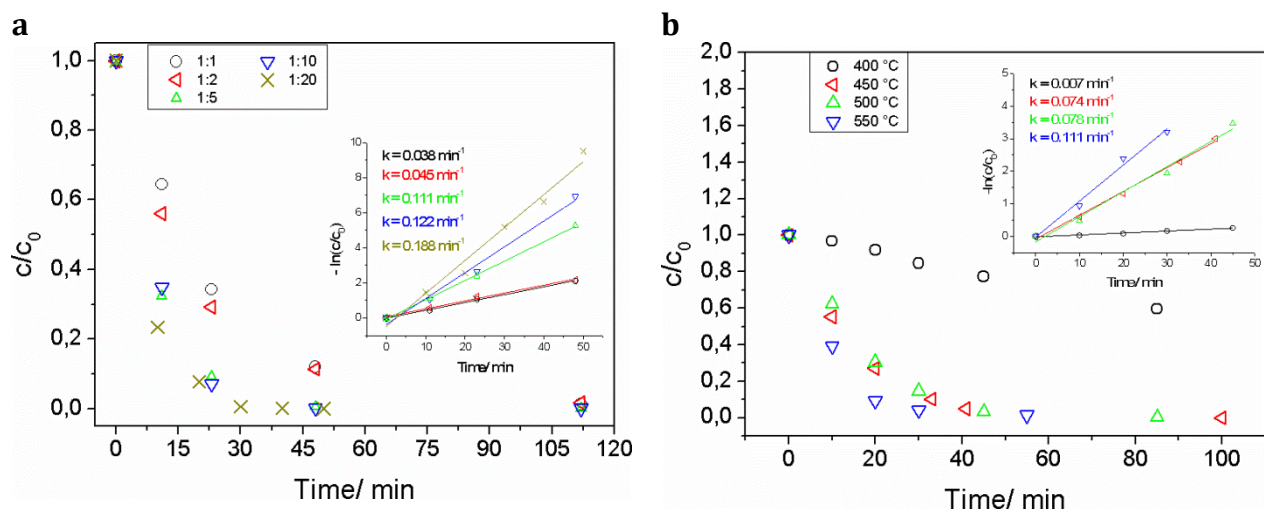 a
1,0
0,8
0,6
0,4
0,2
0,0
c/c₀
0 15 30 45 60 75 90 105 120
Time/ min
1:1
1:2
1:5
1:10
1:20
10
8
6
4
2
0
- ln(c/c₀)
0 10 20 30 40 50
Time/ min
k = 0.038 min⁻¹
k = 0.045 min⁻¹
k = 0.111 min⁻¹
k = 0.122 min⁻¹
k = 0.188 min⁻¹
b
2,0
1,8
1,6
1,4
1,2
1,0
0,8
0,6
0,4
0,2
0,0
c/c₀
0 20 40 60 80 100
Time/ min
400 °C
450 °C
500 °C
550 °C
5
4
3
2
1
0
-ln(c/c₀)
0 10 20 30 40 50
Time/ min
k = 0.007 min⁻¹
k = 0.074 min⁻¹
k = 0.078 min⁻¹
k = 0.111 min⁻¹